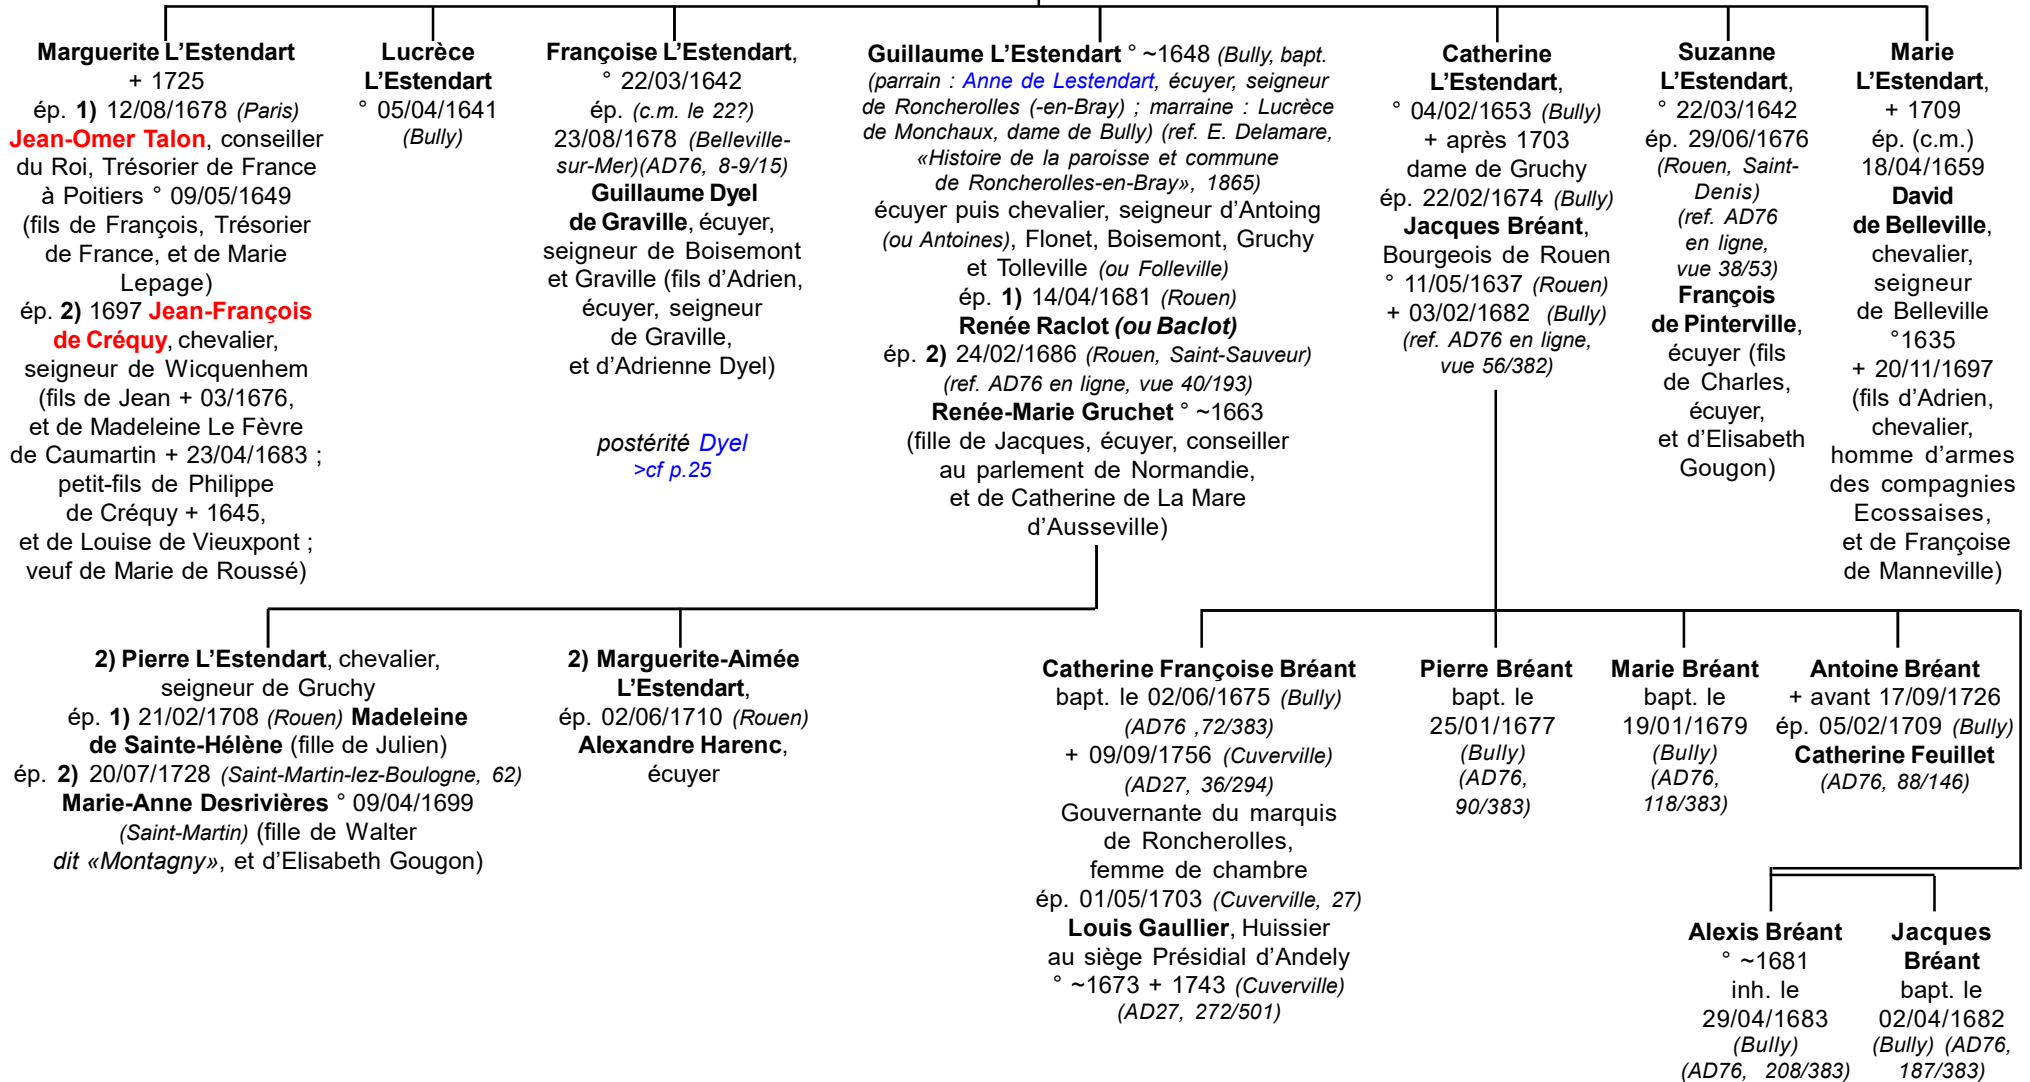 Marguerite L'Estendart
+ 1725
ép. 1) 12/08/1678 (Paris)
Jean-Omer Talon, conseiller
du Roi, Trésorier de France
à Poitiers ° 09/05/1649
(fils de François, Trésorier
de France, et de Marie
Lepage)
ép. 2) 1697 Jean-François
de Créquy, chevalier,
seigneur de Wicquenhem
(fils de Jean + 03/1676,
et de Madeleine Le Fèvre
de Caumartin + 23/04/1683 ;
petit-fils de Philippe
de Créquy + 1645,
et de Louise de Vieuxpont ;
veuf de Marie de Roussé)
Lucrèce
L'Estendart
° 05/04/1641
(Bully)
Françoise L'Estendart,
° 22/03/1642
ép. (c.m. le 22?)
23/08/1678 (Belleville-
sur-Mer)(AD76, 8-9/15)
Guillaume Dyel
de Graville, écuyer,
seigneur de Boisemont
et Graville (fils d'Adrien,
écuyer, seigneur
de Graville,
et d'Adrienne Dyel)
postérité Dyel
>cf p.25
Guillaume L'Estendart ° ~1648 (Bully, bapt.
(parrain : Anne de Lestendart, écuyer, seigneur
de Roncherolles (-en-Bray) ; marraine : Lucrèce
de Monchaux, dame de Bully) (ref. E. Delamare,
«Histoire de la paroisse et commune
de Roncherolles-en-Bray», 1865)
écuyer puis chevalier, seigneur d'Antoing
(ou Antoines), Flonet, Boisemont, Gruchy
et Tolleville (ou Folleville)
ép. 1) 14/04/1681 (Rouen)
Renée Raclot (ou Baclot)
ép. 2) 24/02/1686 (Rouen, Saint-Sauveur)
(ref. AD76 en ligne, vue 40/193)
Renée-Marie Gruchet ° ~1663
(fille de Jacques, écuyer, conseiller
au parlement de Normandie,
et de Catherine de La Mare
d'Ausseville)
Catherine
L'Estendart,
° 04/02/1653 (Bully)
+ après 1703
dame de Gruchy
ép. 22/02/1674 (Bully)
Jacques Bréant,
Bourgeois de Rouen
° 11/05/1637 (Rouen)
+ 03/02/1682 (Bully)
(ref. AD76 en ligne,
vue 56/382)
Suzanne
L'Estendart,
° 22/03/1642
ép. 29/06/1676
(Rouen, Saint-
Denis)
(ref. AD76
en ligne,
vue 38/53)
François
de Pinterville,
écuyer (fils
de Charles,
écuyer,
et d'Elisabeth
Gougon)
Marie
L'Estendart,
+ 1709
ép. (c.m.)
18/04/1659
David
de Belleville,
chevalier,
seigneur
de Belleville
°1635
+ 20/11/1697
(fils d'Adrien,
chevalier,
homme d'armes
des compagnies
Ecossaises,
et de Françoise
de Manneville)
2) Pierre L'Estendart, chevalier,
seigneur de Gruchy
ép. 1) 21/02/1708 (Rouen) Madeleine
de Sainte-Hélène (fille de Julien)
ép. 2) 20/07/1728 (Saint-Martin-lez-Boulogne, 62)
Marie-Anne Desrivières ° 09/04/1699
(Saint-Martin) (fille de Walter
dit «Montagny», et d'Elisabeth Gougon)
2) Marguerite-Aimée
L'Estendart,
ép. 02/06/1710 (Rouen)
Alexandre Harenc,
écuyer
Catherine Françoise Bréant
bapt. le 02/06/1675 (Bully)
(AD76 ,72/383)
+ 09/09/1756 (Cuverville)
(AD27, 36/294)
Gouvernante du marquis
de Roncherolles,
femme de chambre
ép. 01/05/1703 (Cuverville, 27)
Louis Gaullier, Huissier
au siège Présidial d'Andely
° ~1673 + 1743 (Cuverville)
(AD27, 272/501)
Pierre Bréant
bapt. le
25/01/1677
(Bully)
(AD76,
90/383)
Marie Bréant
bapt. le
19/01/1679
(Bully)
(AD76,
118/383)
Antoine Bréant
+ avant 17/09/1726
ép. 05/02/1709 (Bully)
Catherine Feuillet
(AD76, 88/146)
Alexis Bréant
° ~1681
inh. le
29/04/1683
(Bully)
(AD76, 208/383)
Jacques
Bréant
bapt. le
02/04/1682
(Bully) (AD76,
187/383)